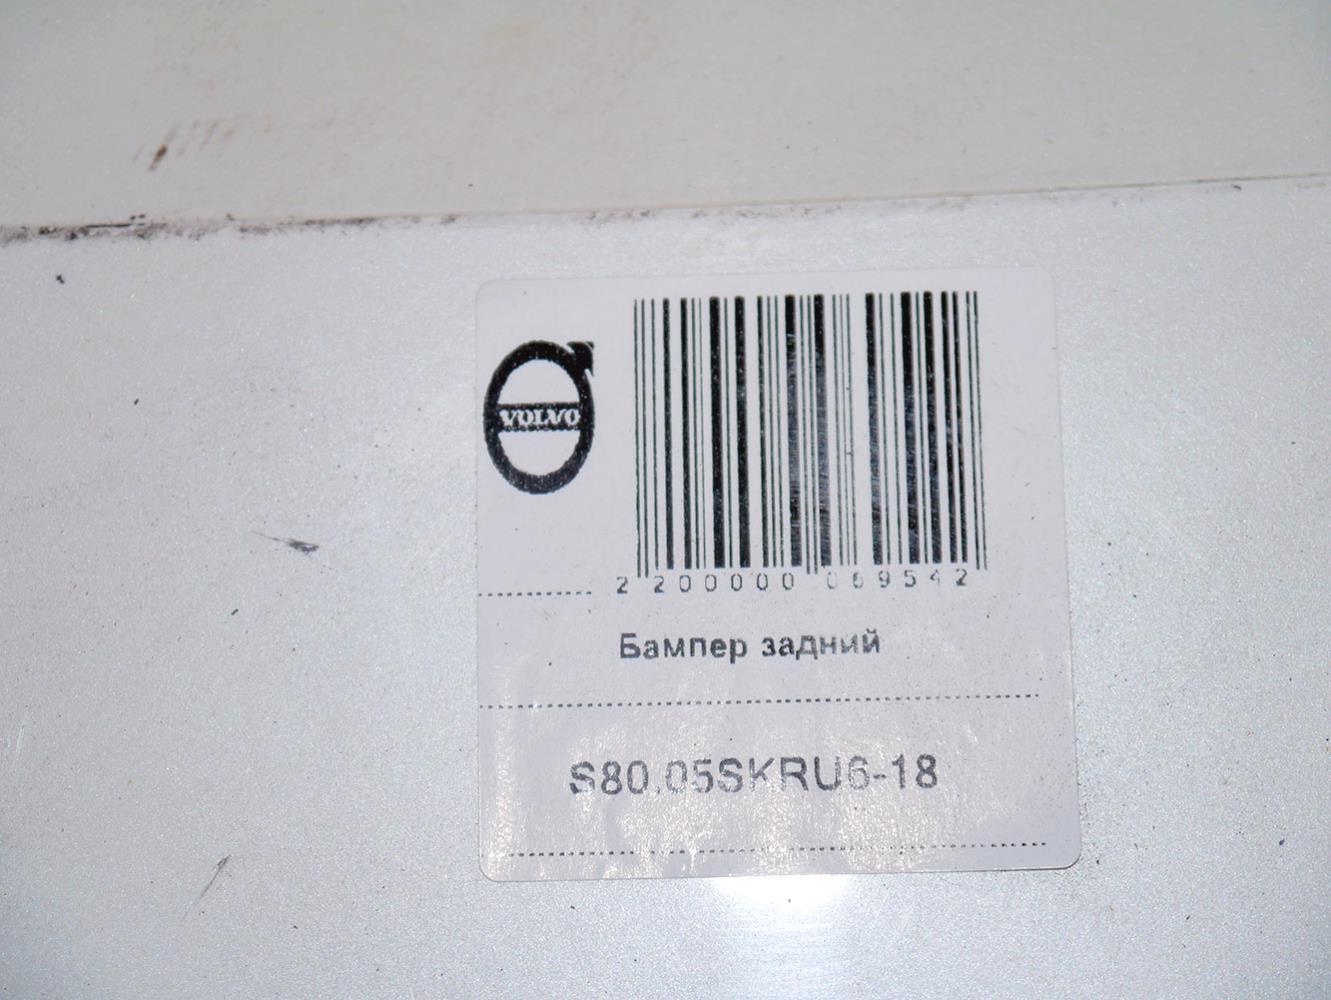 VOLVO
2 200000 069542
Бампер задний
S80.05SKRU6-18